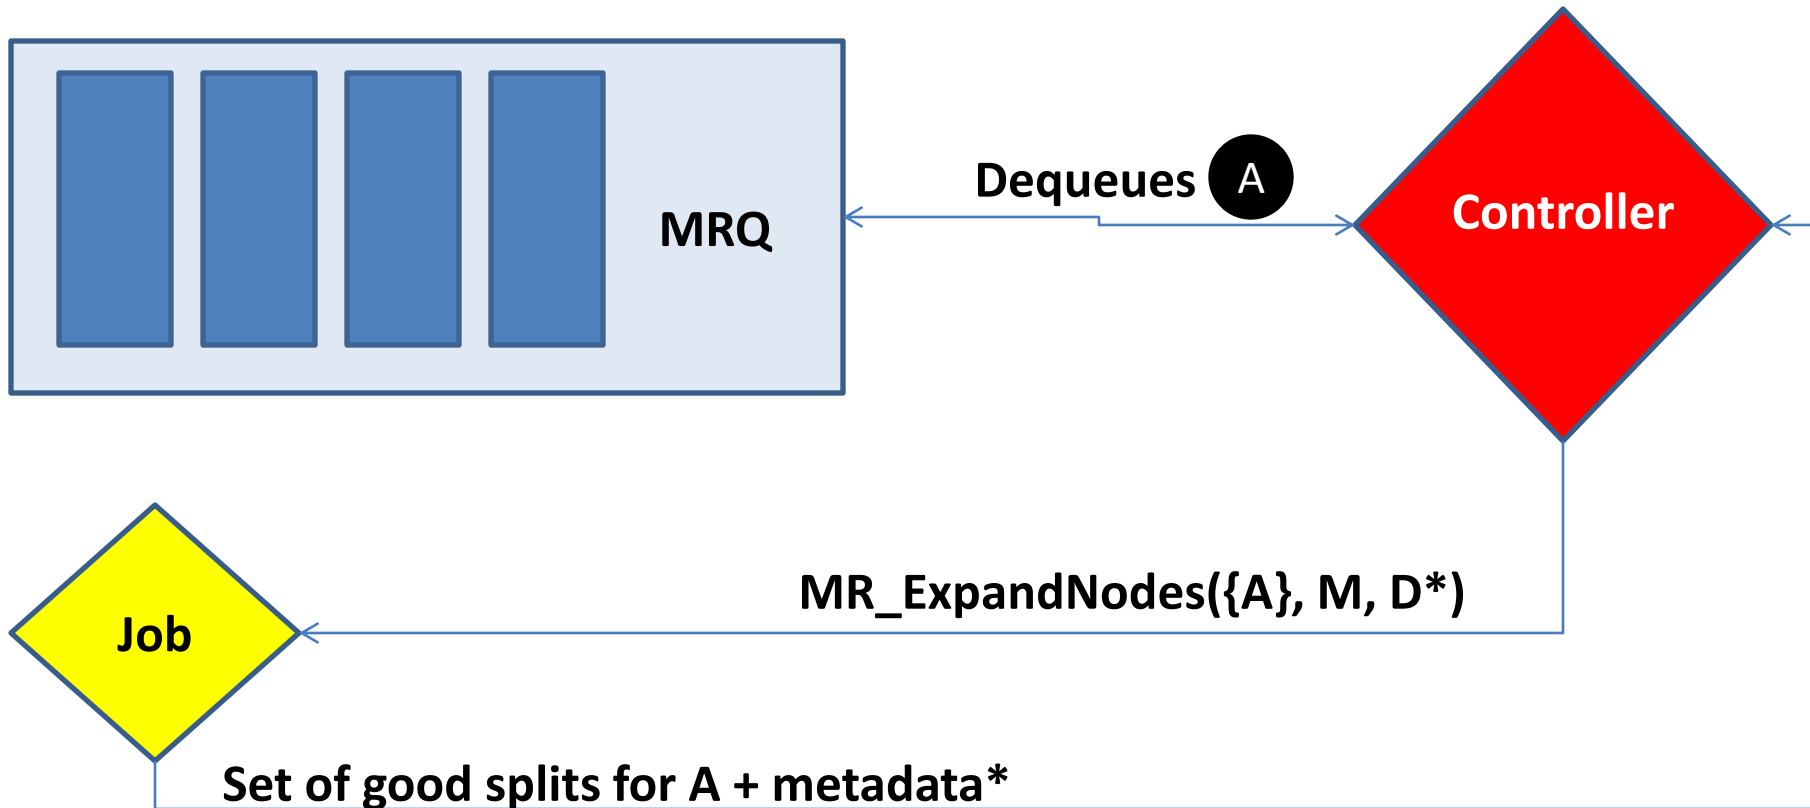 Dequeues A
Controller
MRQ
MR_ExpandNodes({A}, M, D*)
Job
Set of good splits for A + metadata*